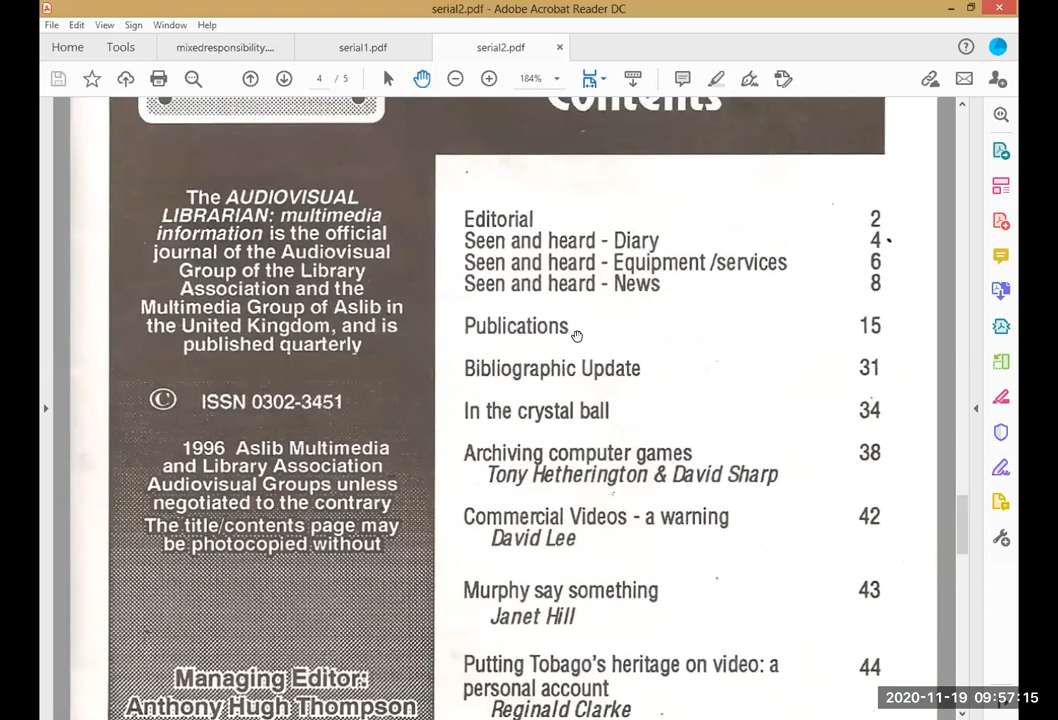 serial2.pdf - Adobe Acrobat Reader DC
File Edit View Sign Window Help
Home Tools mixedresponsibility.... serial1.pdf serial2.pdf
4 / 5 184%
Contents
The AUDIOVISUAL
LIBRARIAN: multimedia
information is the official
journal of the Audiovisual
Group of the Library
Association and the
Multimedia Group of Aslib in
the United Kingdom, and is
published quarterly
© ISSN 0302-3451
1996 Aslib Multimedia
and Library Association
Audiovisual Groups unless
negotiated to the contrary
The title/contents page may
be photocopied without
Managing Editor:
Anthony Hugh Thompson
Editorial 2
Seen and heard - Diary 4
Seen and heard - Equipment /services 6
Seen and heard - News 8
Publications 15
Bibliographic Update 31
In the crystal ball 34
Archiving computer games 38
Tony Hetherington & David Sharp
Commercial Videos - a warning 42
David Lee
Murphy say something 43
Janet Hill
Putting Tobago's heritage on video: a 44
personal account
Reginald Clarke
2020-11-19 09:57:15